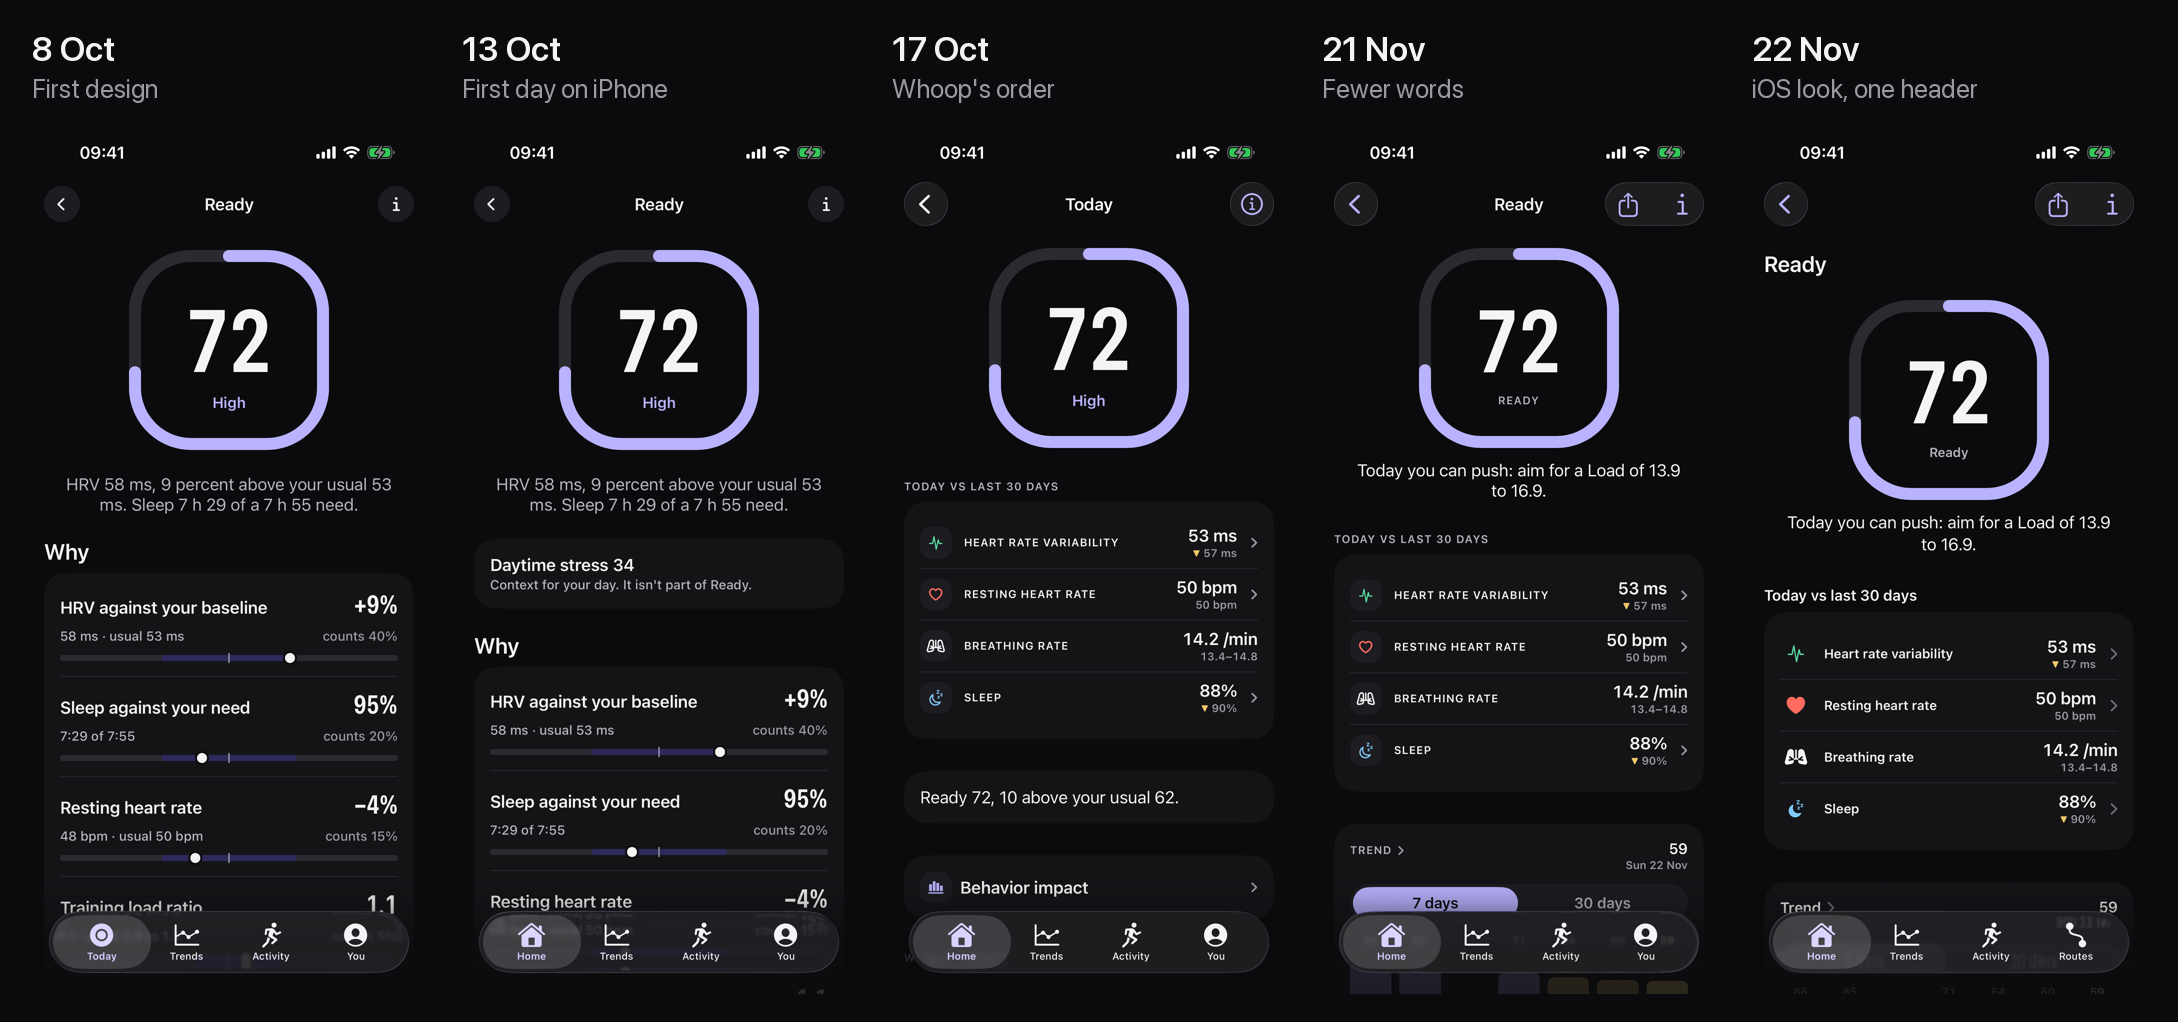 8 Oct
First design
09:41
Ready
i
72
High
HRV 58 ms, 9 percent above your usual 53
ms. Sleep 7 h 29 of a 7 h 55 need.
Why
HRV against your baseline
+9%
58 ms · usual 53 ms
counts 40%
Sleep against your need
95%
7:29 of 7:55
counts 20%
Resting heart rate
−4%
48 bpm · usual 50 bpm
counts 15%
Training load ratio
1.1
Today
Trends
Activity
You
13 Oct
First day on iPhone
09:41
Ready
i
72
High
HRV 58 ms, 9 percent above your usual 53
ms. Sleep 7 h 29 of a 7 h 55 need.
Daytime stress 34
Context for your day. It isn't part of Ready.
Why
HRV against your baseline
+9%
58 ms · usual 53 ms
counts 40%
Sleep against your need
95%
7:29 of 7:55
counts 20%
Resting heart rate
−4%
Home
Trends
Activity
You
17 Oct
Whoop's order
09:41
Today
i
72
High
TODAY VS LAST 30 DAYS
HEART RATE VARIABILITY
53 ms
▼ 57 ms
RESTING HEART RATE
50 bpm
50 bpm
BREATHING RATE
14.2 /min
13.4–14.8
SLEEP
88%
▼ 90%
Ready 72, 10 above your usual 62.
Behavior impact
Home
Trends
Activity
You
21 Nov
Fewer words
09:41
Ready
i
72
READY
Today you can push: aim for a Load of 13.9
to 16.9.
TODAY VS LAST 30 DAYS
HEART RATE VARIABILITY
53 ms
▼ 57 ms
RESTING HEART RATE
50 bpm
50 bpm
BREATHING RATE
14.2 /min
13.4–14.8
SLEEP
88%
▼ 90%
TREND
59
Sun 22 Nov
7 days
30 days
Home
Trends
Activity
You
22 Nov
iOS look, one header
09:41
i
Ready
72
Ready
Today you can push: aim for a Load of 13.9
to 16.9.
Today vs last 30 days
Heart rate variability
53 ms
▼ 57 ms
Resting heart rate
50 bpm
50 bpm
Breathing rate
14.2 /min
13.4–14.8
Sleep
88%
▼ 90%
Trend
59
Home
Trends
Activity
Routes
86 85 71 64 60 59